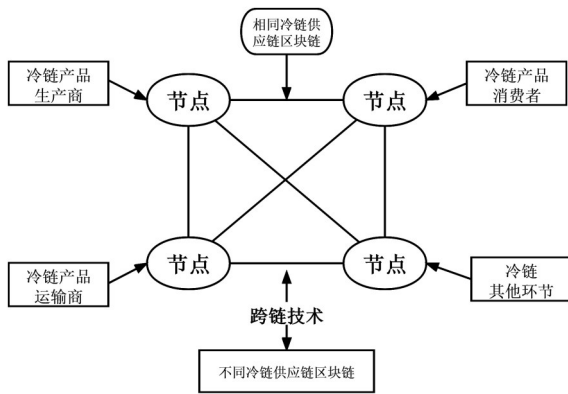 相同冷链供
应链区块链
冷链产品
生产商
节点
节点
冷链产品
消费者
冷链产品
运输商
节点
节点
冷链
其他环节
跨链技术
不同冷链供应链区块链